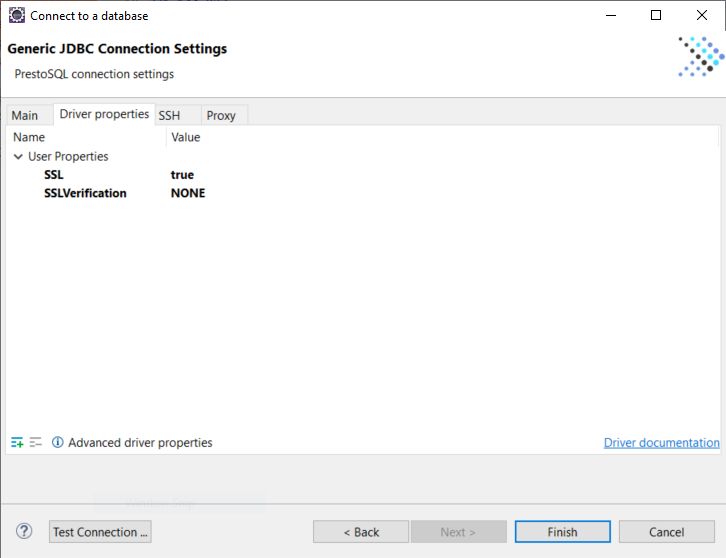 Connect to a database
Generic JDBC Connection Settings
PrestoSQL connection settings
Main Driver properties SSH Proxy
Name Value
User Properties
SSL true
SSLVerification NONE
Advanced driver properties Driver documentation
? Test Connection ... < Back Next > Finish Cancel